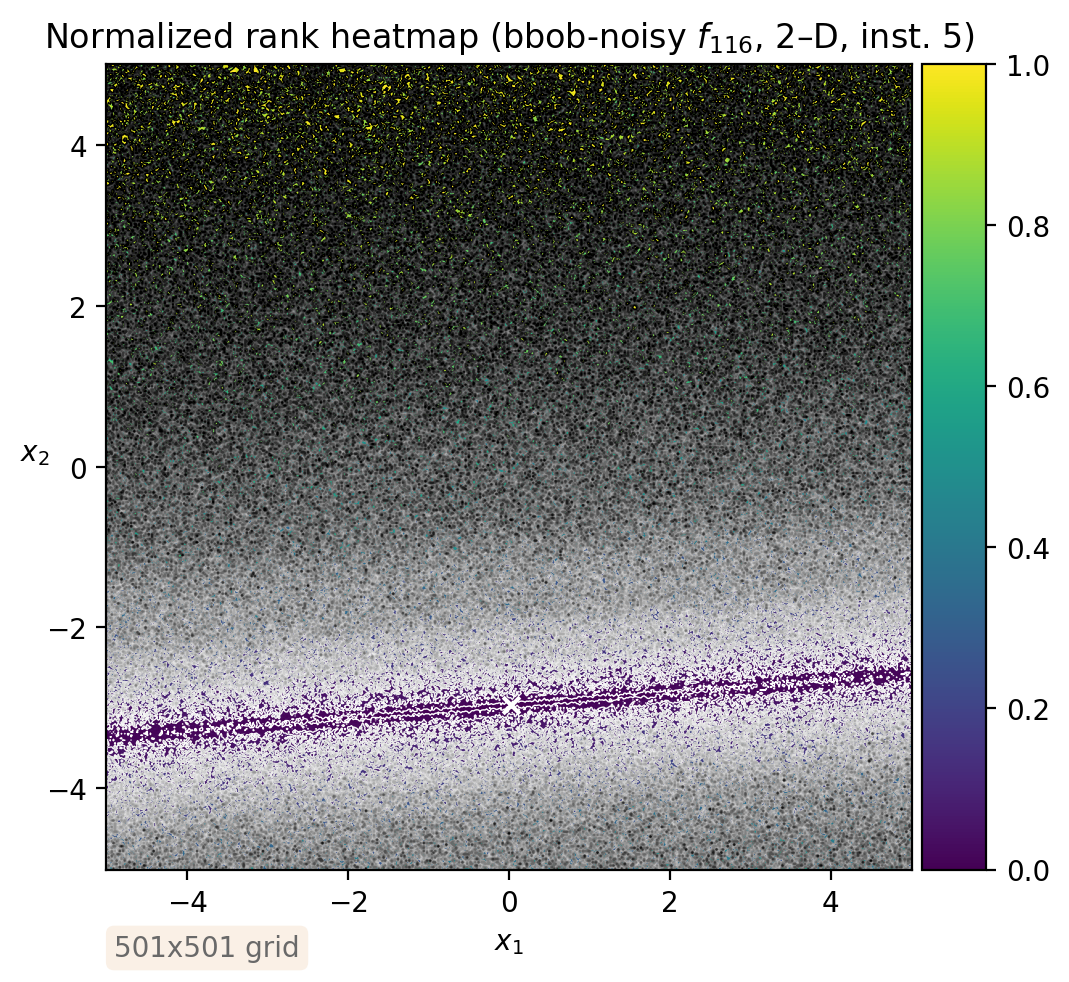 Normalized rank heatmap (bbob-noisy f₁₁₆, 2–D, inst. 5)
1.0
0.8
0.6
0.4
0.2
0.0
4
2
0
−2
−4
x₂
−4 −2 0 2 4
x₁
501x501 grid